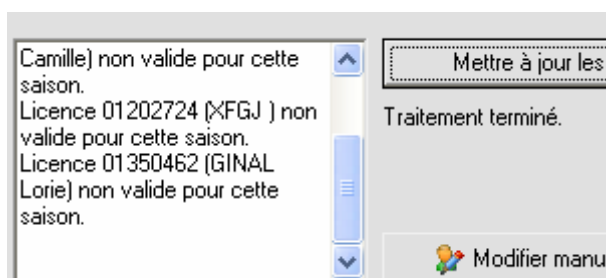 Camille) non valide pour cette
saison.
Licence 01202724 (XFGJ ) non
valide pour cette saison.
Licence 01350462 (GINAL
Lorie) non valide pour cette
saison.
Mettre à jour les
Traitement terminé.
Modifier manu